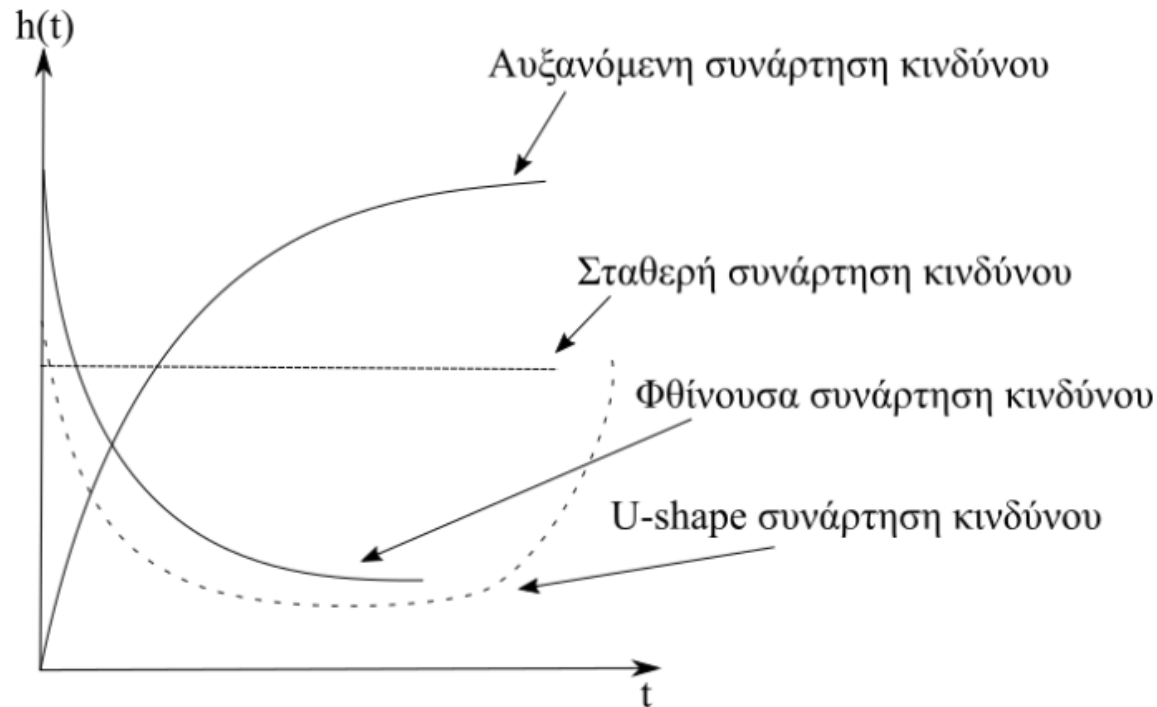 h(t)
Αυξανόμενη συνάρτηση κινδύνου
Σταθερή συνάρτηση κινδύνου
Φθίνουσα συνάρτηση κινδύνου
U-shape συνάρτηση κινδύνου
t